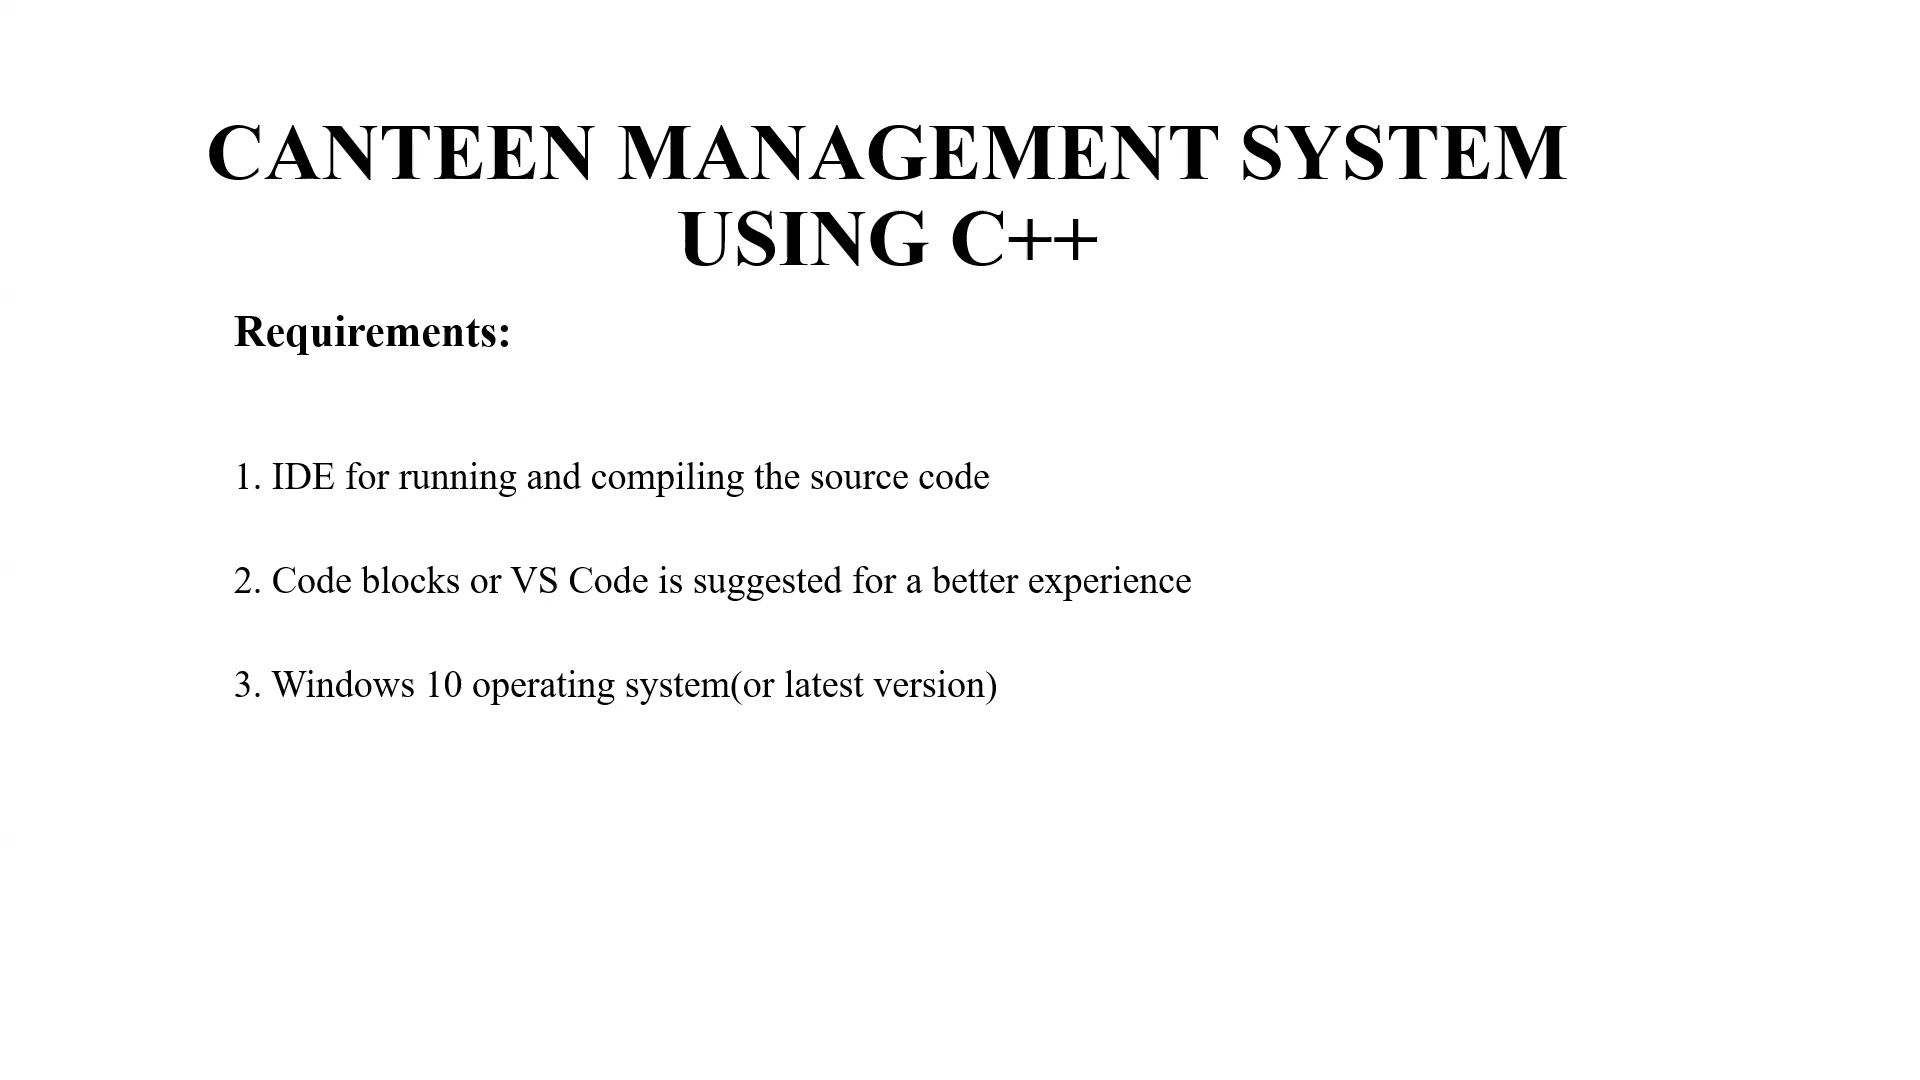 CANTEEN MANAGEMENT SYSTEM
USING C++
Requirements:
1. IDE for running and compiling the source code
2. Code blocks or VS Code is suggested for a better experience
3. Windows 10 operating system(or latest version)